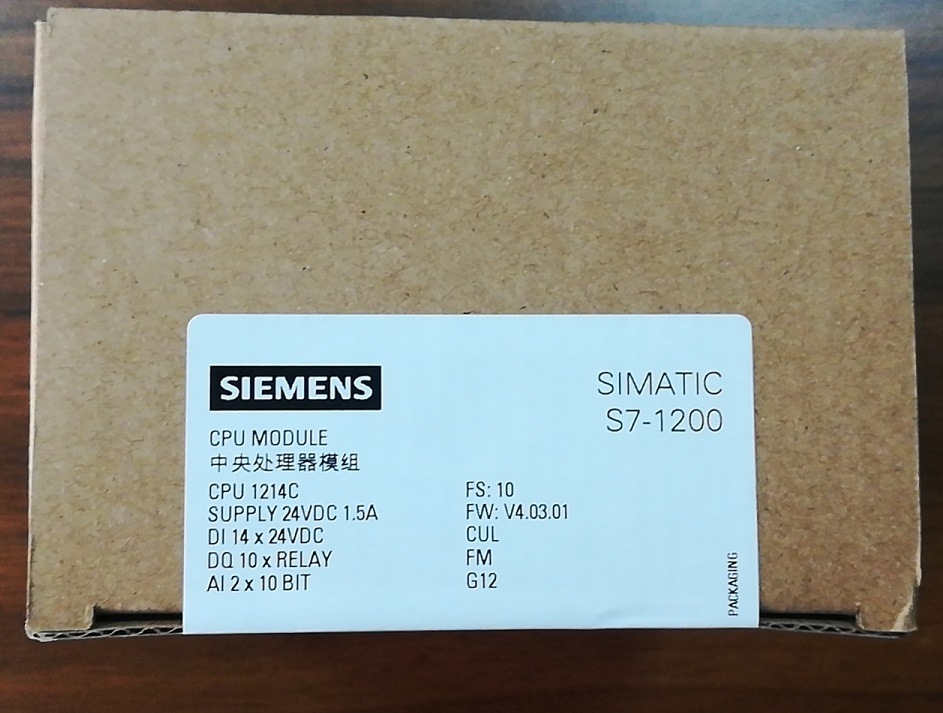 SIEMENS
SIMATIC
S7-1200
CPU MODULE
中央处理器模组
CPU 1214C
SUPPLY 24VDC 1.5A
DI 14 x 24VDC
DQ 10 x RELAY
AI 2 x 10 BIT
FS: 10
FW: V4.03.01
CUL
FM
G12
PACKAGING